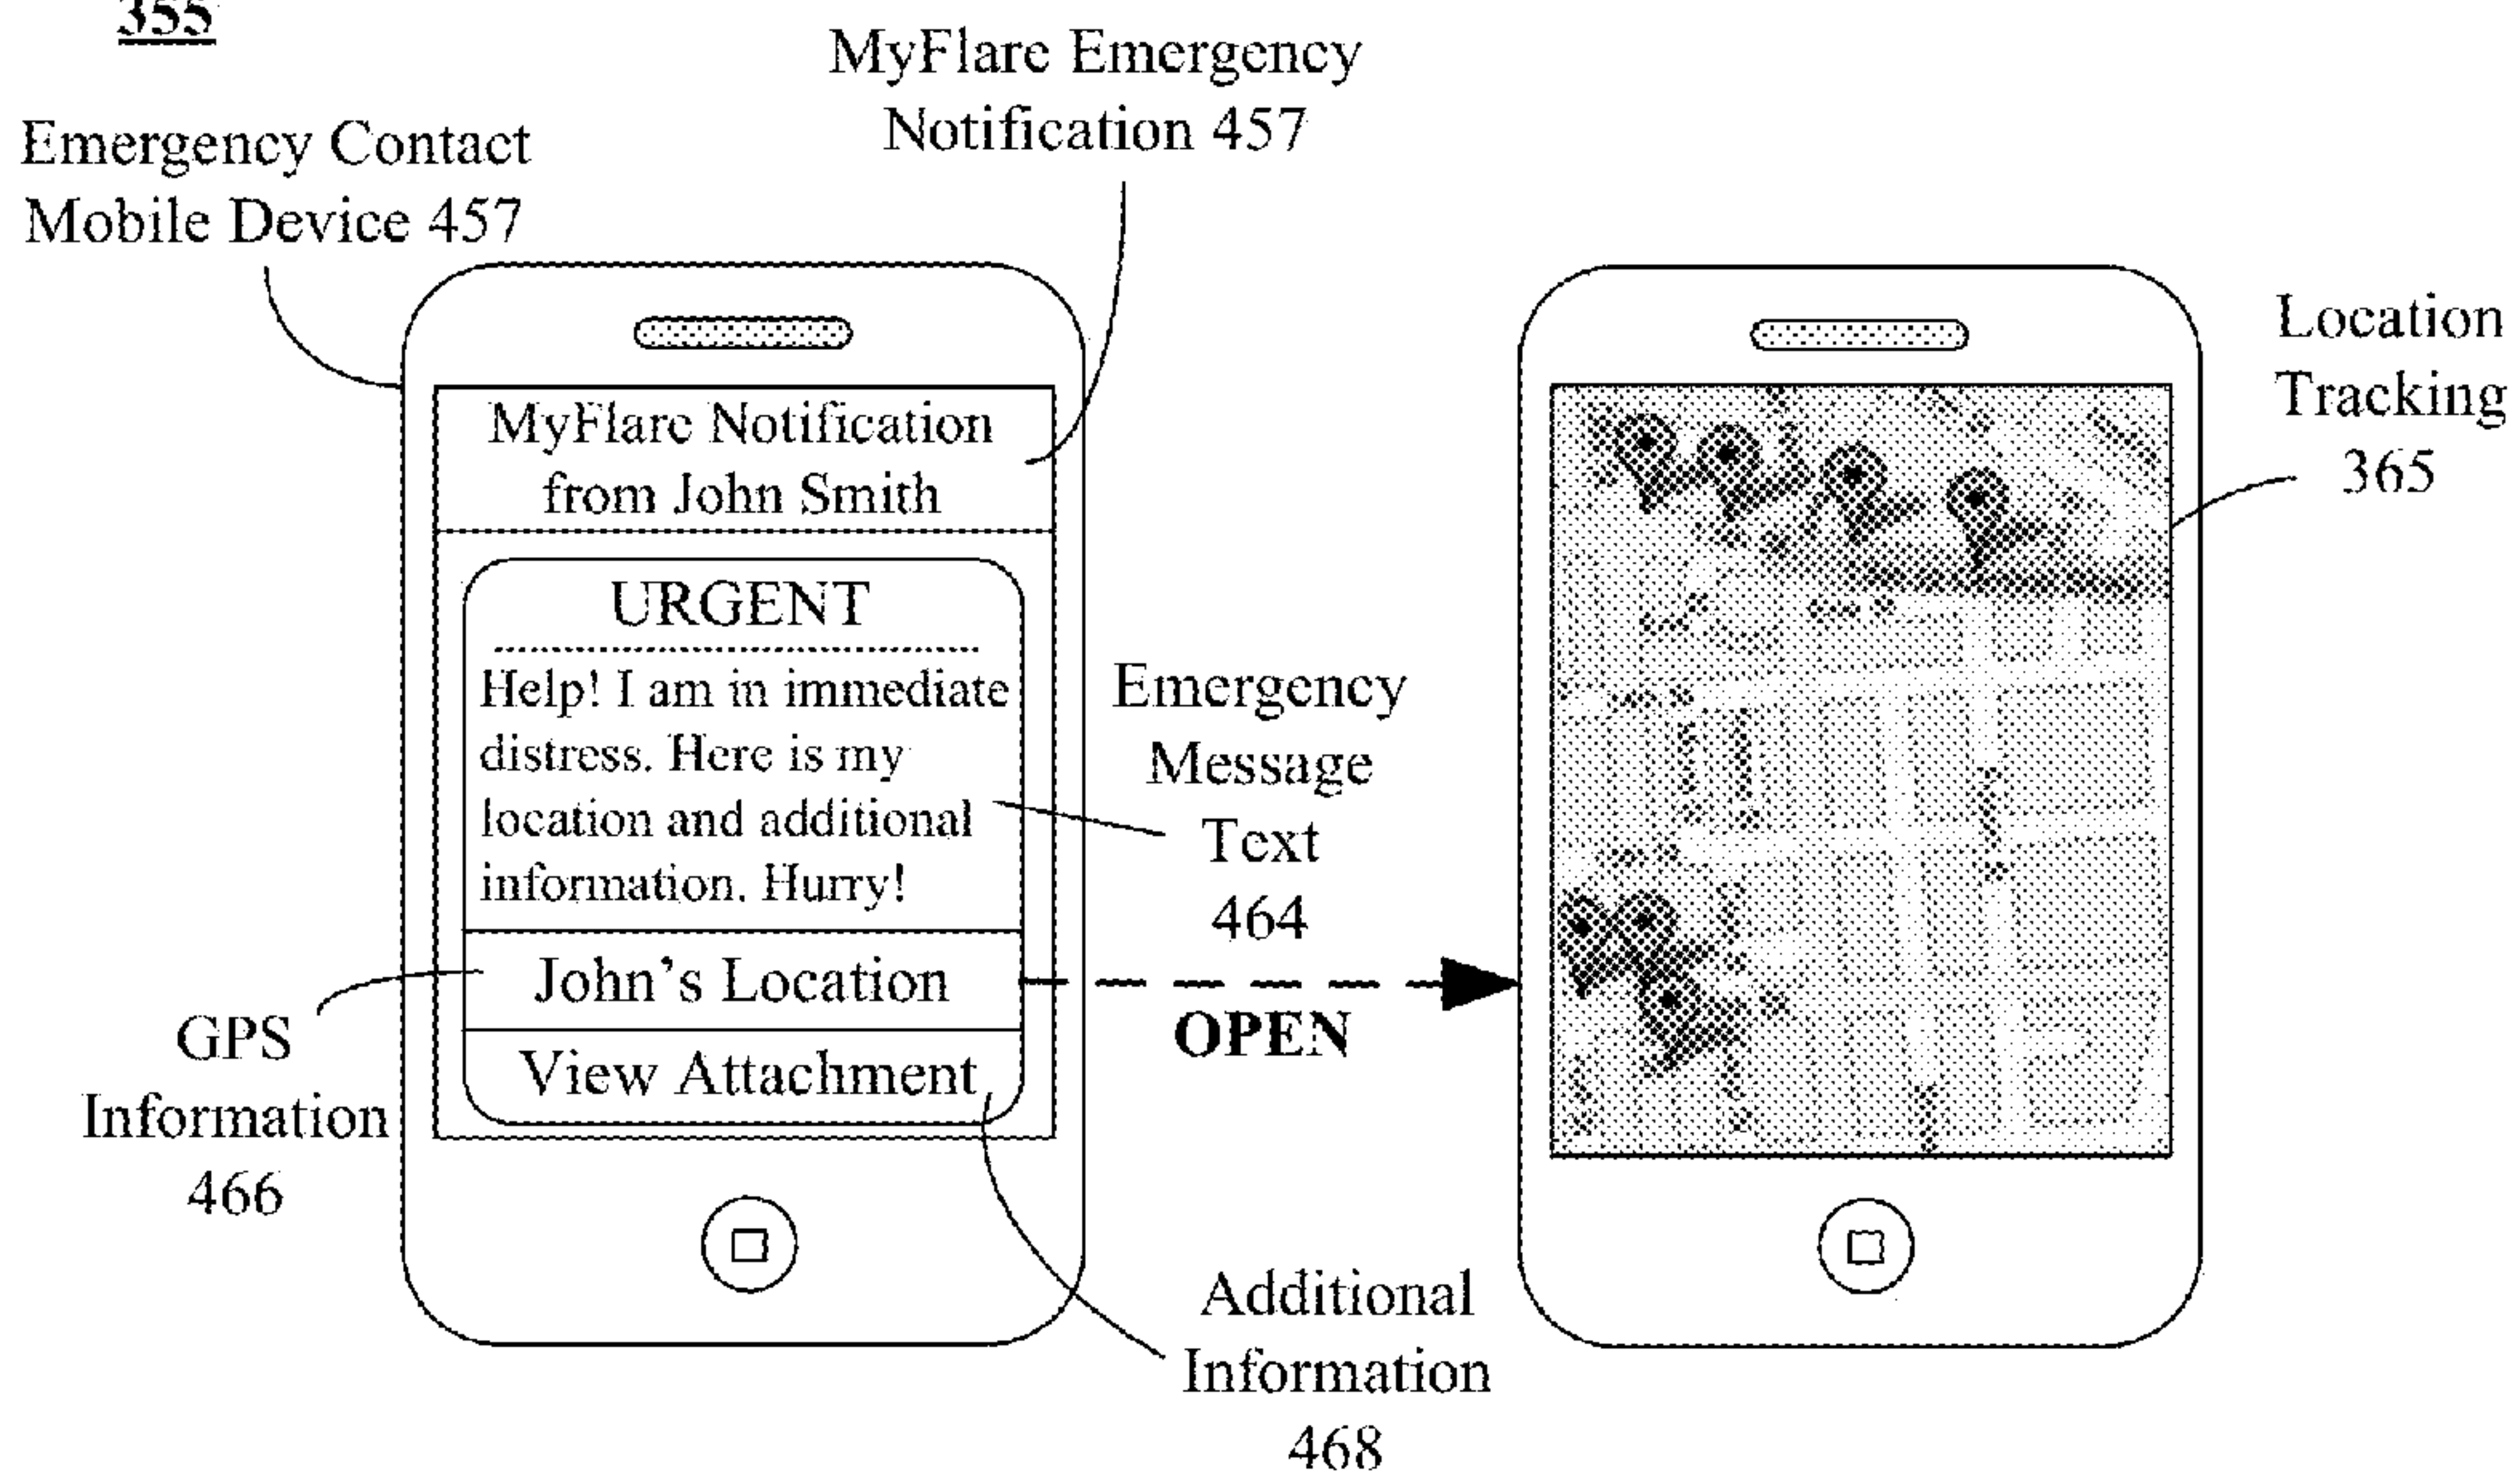 355
MyFlare Emergency
Notification 457
Emergency Contact
Mobile Device 457
MyFlare Notification
from John Smith
URGENT
Help! I am in immediate
distress. Here is my
location and additional
information. Hurry!
John's Location
View Attachment
Emergency
Message
Text
464
OPEN
Location
Tracking
365
GPS
Information
466
Additional
Information
468